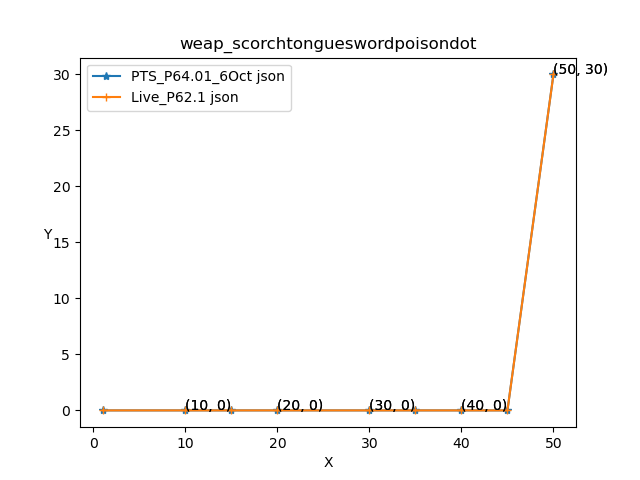 weap_scorchtongueswordpoisondot
PTS_P64.01_6Oct json
Live_P62.1 json
(50, 30)
30
25
20
15
10
5
0
Y
(10, 0) (20, 0) (30, 0) (40, 0)
0 10 20 30 40 50
X